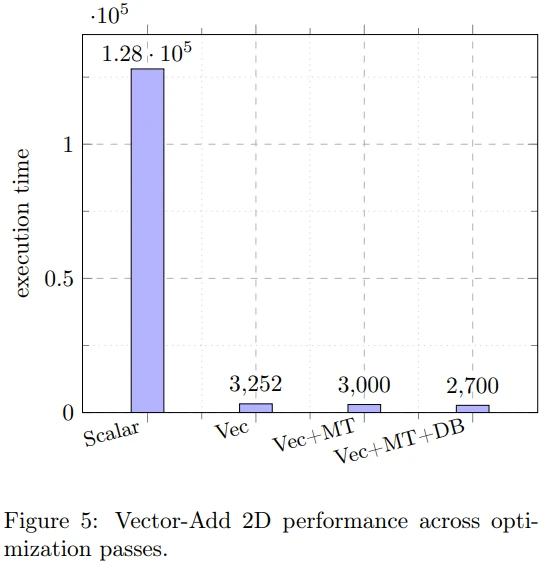 ·10⁵
1.28 · 10⁵
1
execution time
0.5
3,252
3,000
2,700
0
Scalar
Vec
Vec+MT
Vec+MT+DB
Figure 5: Vector-Add 2D performance across opti-
mization passes.